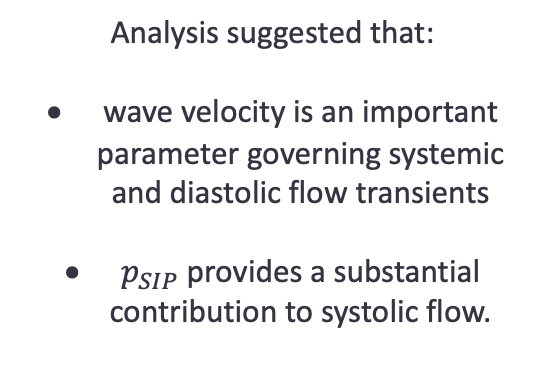 Analysis suggested that:
• wave velocity is an important
parameter governing systemic
and diastolic flow transients
• pSIP provides a substantial
contribution to systolic flow.